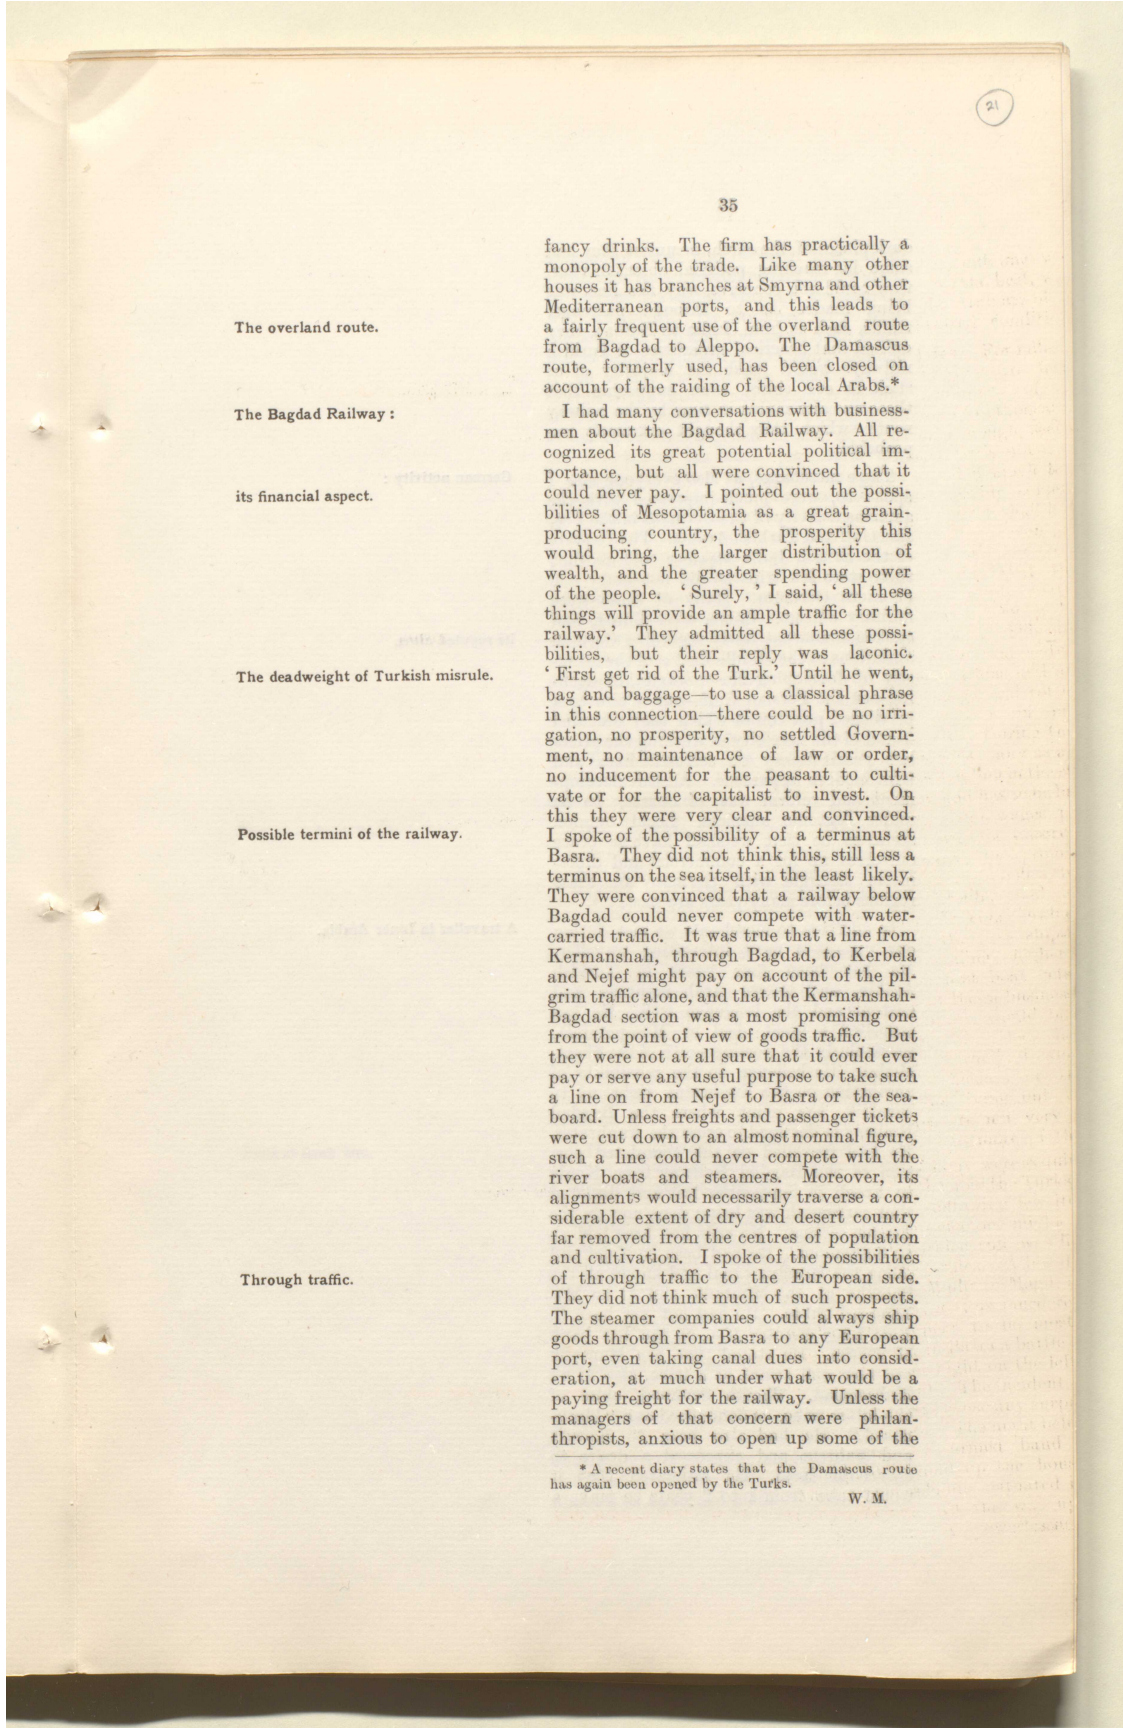 21
35
fancy drinks. The firm has practically a
monopoly of the trade. Like many other
houses it has branches at Smyrna and other
Mediterranean ports, and this leads to
The overland route.
a fairly frequent use of the overland route
from Bagdad to Aleppo. The Damascus
route, formerly used, has been closed on
account of the raiding of the local Arabs.*
The Bagdad Railway :
I had many conversations with business-
men about the Bagdad Railway. All re-
cognized its great potential political im-
portance, but all were convinced that it
its financial aspect.
could never pay. I pointed out the possi-
bilities of Mesopotamia as a great grain-
producing country, the prosperity this
would bring, the larger distribution of
wealth, and the greater spending power
of the people. ‘ Surely, ’ I said, ‘ all these
things will provide an ample traffic for the
railway.’ They admitted all these possi-
bilities, but their reply was laconic.
The deadweight of Turkish misrule.
‘ First get rid of the Turk.’ Until he went,
bag and baggage—to use a classical phrase
in this connection—there could be no irri-
gation, no prosperity, no settled Govern-
ment, no maintenance of law or order,
no inducement for the peasant to culti-
vate or for the capitalist to invest. On
this they were very clear and convinced.
Possible termini of the railway.
I spoke of the possibility of a terminus at
Basra. They did not think this, still less a
terminus on the sea itself, in the least likely.
They were convinced that a railway below
Bagdad could never compete with water-
carried traffic. It was true that a line from
Kermanshah, through Bagdad, to Kerbela
and Nejef might pay on account of the pil-
grim traffic alone, and that the Kermanshah-
Bagdad section was a most promising one
from the point of view of goods traffic. But
they were not at all sure that it could ever
pay or serve any useful purpose to take such
a line on from Nejef to Basra or the sea-
board. Unless freights and passenger tickets
were cut down to an almost nominal figure,
such a line could never compete with the
river boats and steamers. Moreover, its
alignments would necessarily traverse a con-
siderable extent of dry and desert country
far removed from the centres of population
and cultivation. I spoke of the possibilities
Through traffic.
of through traffic to the European side.
They did not think much of such prospects.
The steamer companies could always ship
goods through from Basra to any European
port, even taking canal dues into consid-
eration, at much under what would be a
paying freight for the railway. Unless the
managers of that concern were philan-
thropists, anxious to open up some of the
* A recent diary states that the Damascus route
has again been opened by the Turks.
W. M.